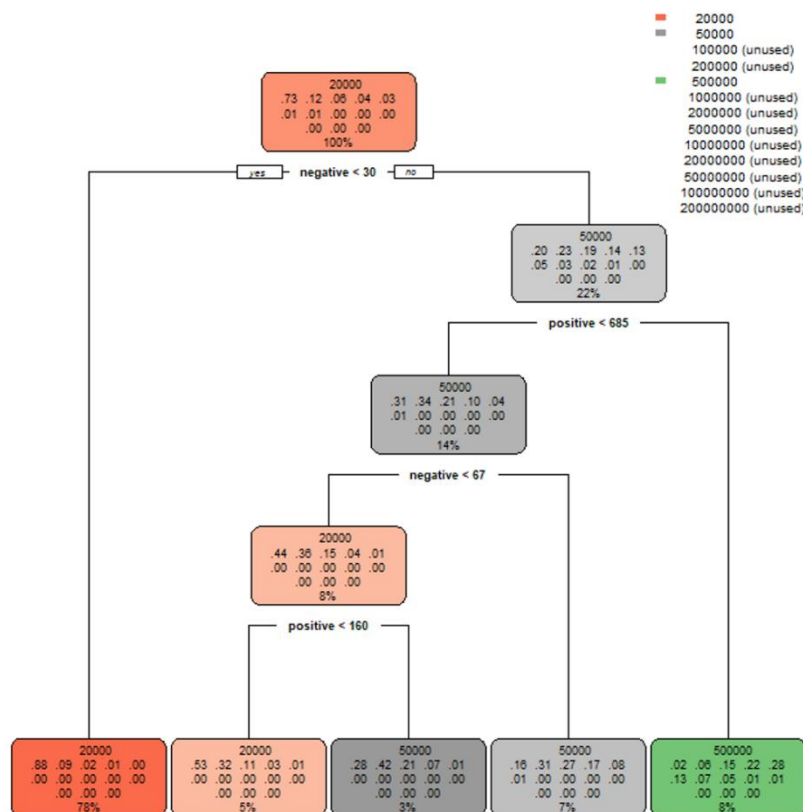 20000
50000
100000 (unused)
200000 (unused)
500000
1000000 (unused)
2000000 (unused)
5000000 (unused)
10000000 (unused)
20000000 (unused)
50000000 (unused)
100000000 (unused)
200000000 (unused)
20000
.73 .12 .06 .04 .03
.01 .01 .00 .00 .00
.00 .00 .00
100%
yes negative < 30 no
50000
.20 .23 .19 .14 .13
.05 .03 .02 .01 .00
.00 .00 .00
22%
positive < 685
50000
.31 .34 .21 .10 .04
.01 .00 .00 .00 .00
.00 .00 .00
14%
negative < 67
20000
.44 .36 .15 .04 .01
.00 .00 .00 .00 .00
.00 .00 .00
8%
positive < 160
20000
.88 .09 .02 .01 .00
.00 .00 .00 .00 .00
.00 .00 .00
78%
20000
.53 .32 .11 .03 .01
.00 .00 .00 .00 .00
.00 .00 .00
5%
50000
.28 .42 .21 .07 .01
.00 .00 .00 .00 .00
.00 .00 .00
3%
50000
.16 .31 .27 .17 .08
.01 .00 .00 .00 .00
.00 .00 .00
7%
500000
.02 .06 .15 .22 .28
.13 .07 .05 .01 .01
.00 .00 .00
8%